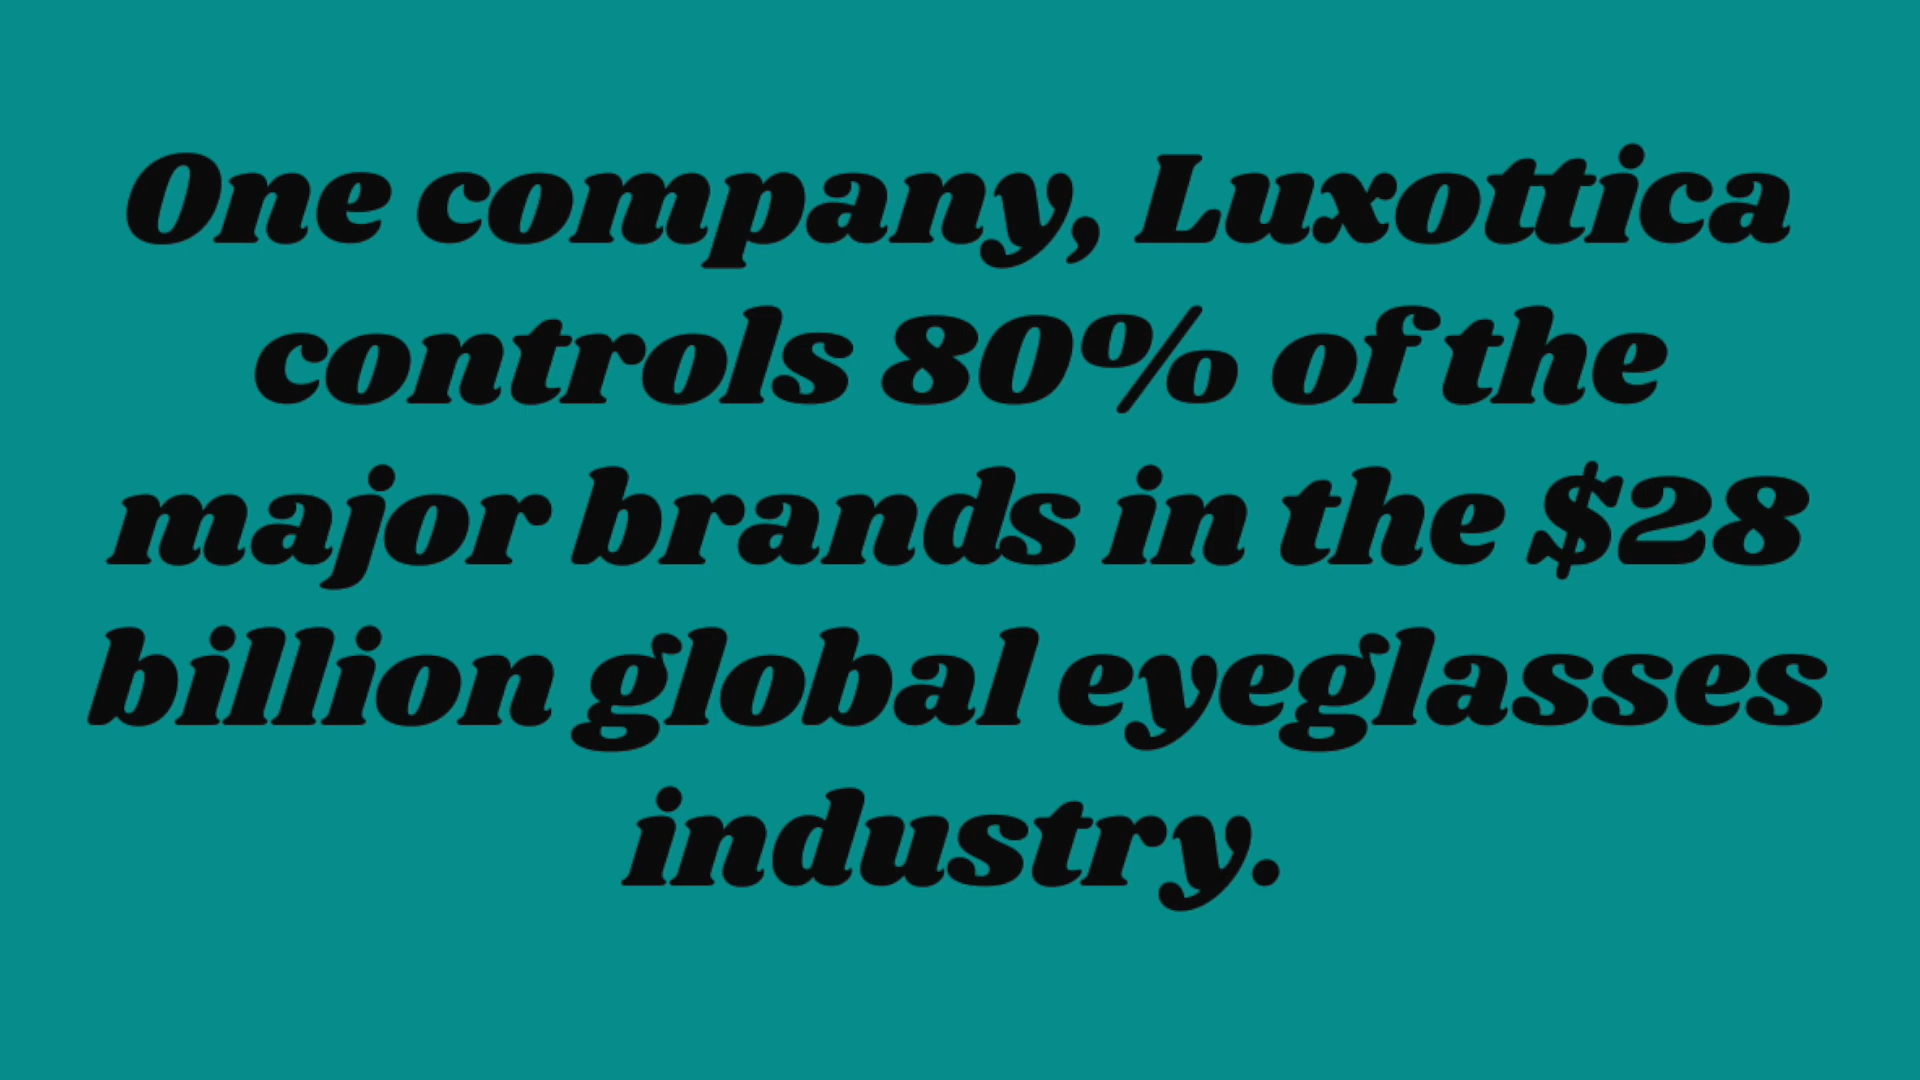 One company, Luxottica
controls 80% of the
major brands in the $28
billion global eyeglasses
industry.